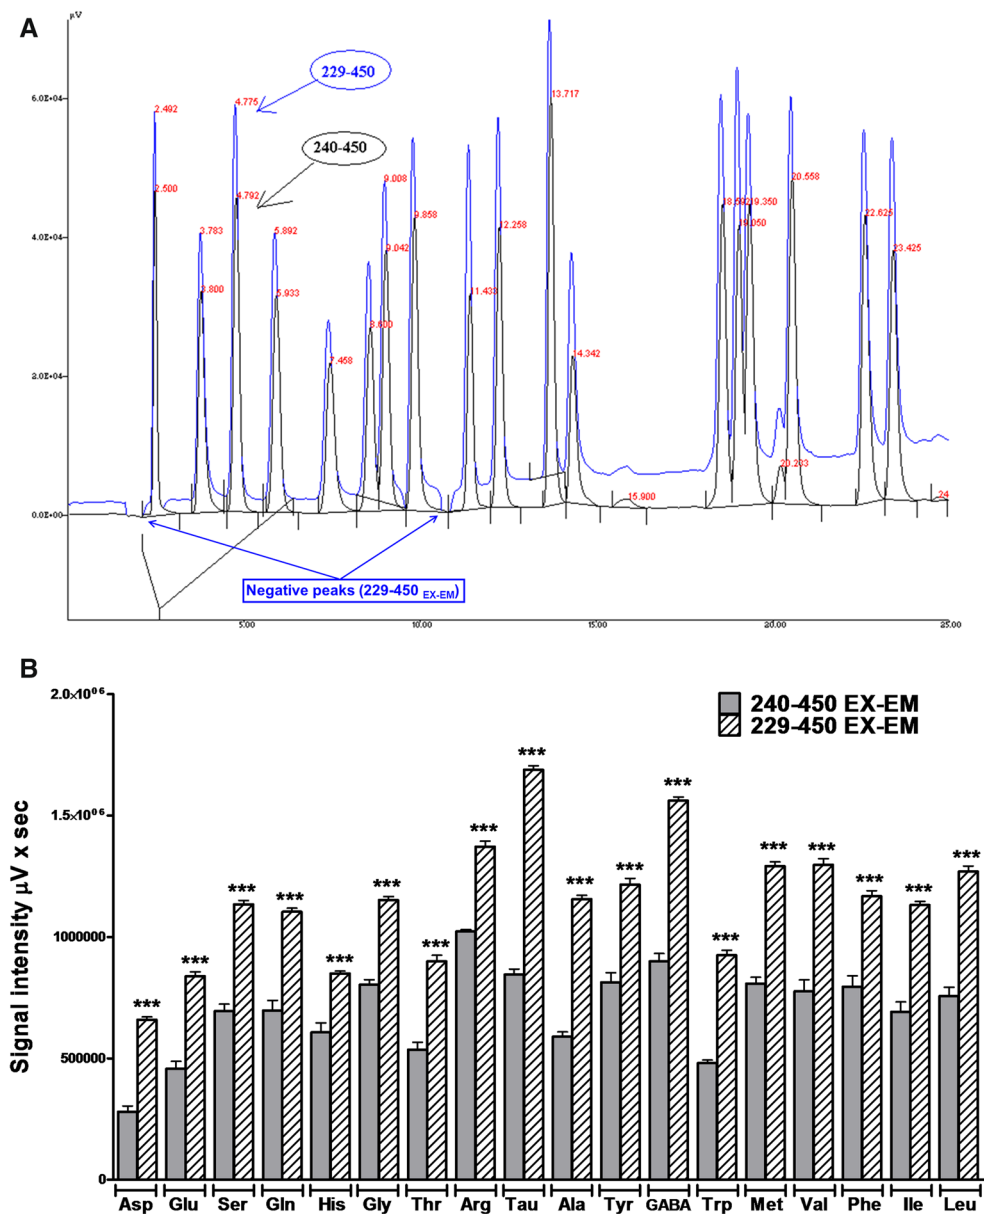 A
µV
229-450
240-450
6.0E+04
4.0E+04
2.0E+04
0.0E+00
2.492
2.500
3.783
3.800
4.775
4.792
5.892
5.933
7.458
8.600
9.008
9.042
9.858
11.433
12.258
13.717
14.342
15.900
18.592
19.050
19.350
20.203
20.558
22.625
23.425
24
Negative peaks (229-450 EX-EM)
5.00 10.00 15.00 20.00 25.00
B
Signal intensity µV x sec
2.0×10⁰⁶
1.5×10⁰⁶
1000000
500000
0
240-450 EX-EM
229-450 EX-EM
*** *** *** *** *** *** *** *** *** *** *** *** *** *** *** *** *** ***
Asp Glu Ser Gln His Gly Thr Arg Tau Ala Tyr GABA Trp Met Val Phe Ile Leu